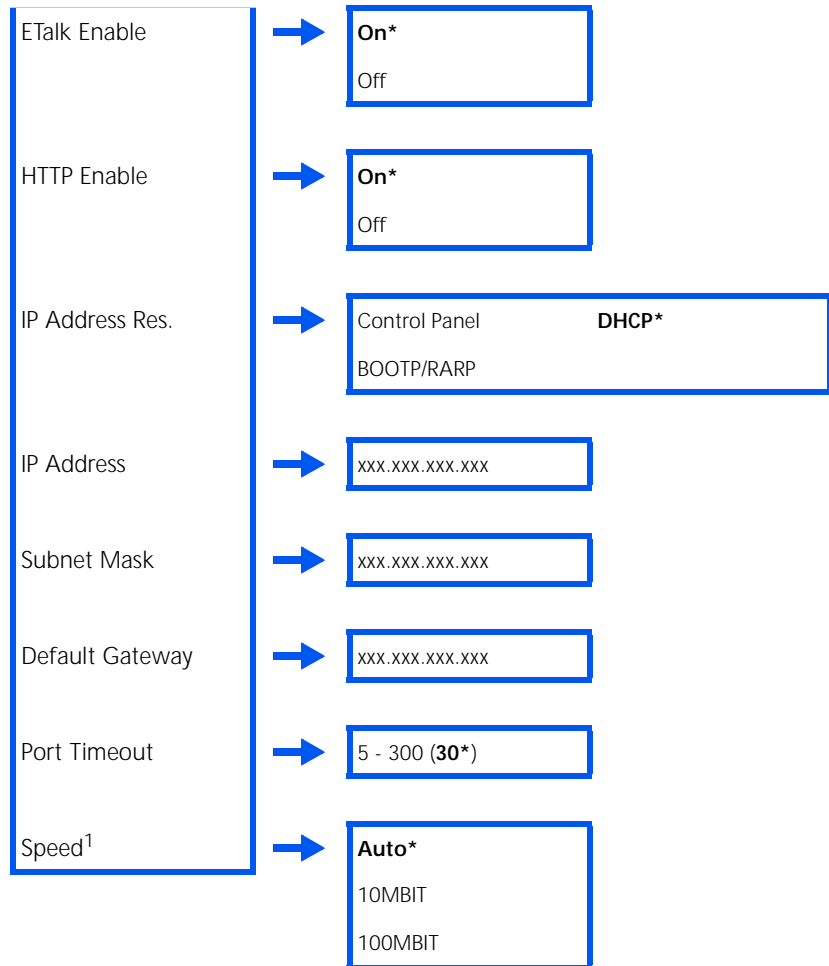 ETalk Enable
On*
Off
HTTP Enable
On*
Off
IP Address Res.
Control Panel DHCP*
BOOTP/RARP
IP Address
xxx.xxx.xxx.xxx
Subnet Mask
xxx.xxx.xxx.xxx
Default Gateway
xxx.xxx.xxx.xxx
Port Timeout
5 - 300 (30*)
Speed1
Auto*
10MBIT
100MBIT